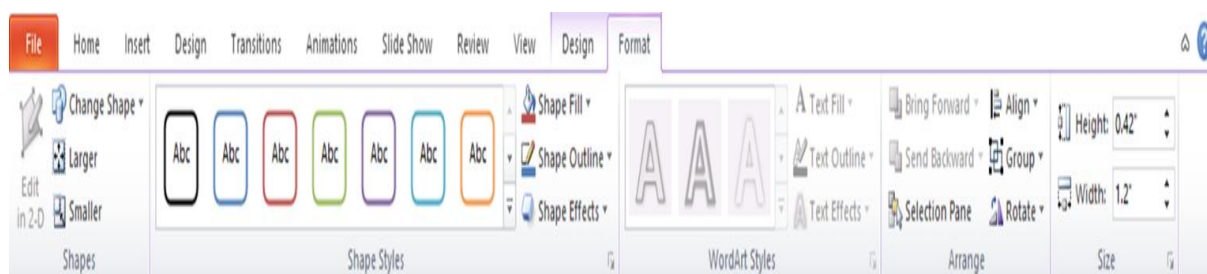 File Home Insert Design Transitions Animations Slide Show Review View Design Format
Edit
in 2-D
Change Shape
Larger
Smaller
Shapes
Abc Abc Abc Abc Abc Abc Abc
Shape Fill
Shape Outline
Shape Effects
Shape Styles
A A A
A Text Fill
Text Outline
A Text Effects
WordArt Styles
Bring Forward
Send Backward
Selection Pane
Align
Group
Rotate
Arrange
Height: 0.42"
Width: 1.2"
Size